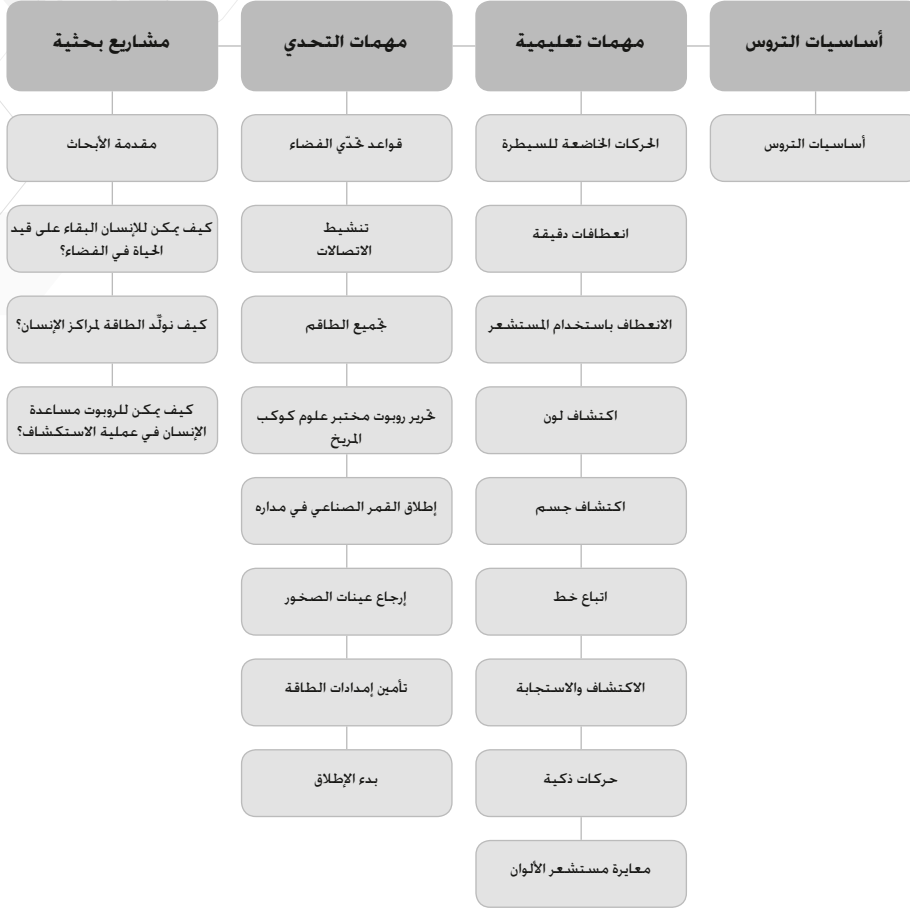 أساسيات التروس
أساسيات التروس
مهمات تعليمية
الحركات الخاضعة للسيطرة
انعطافات دقيقة
الانعطاف باستخدام المستشعر
اكتشاف لون
اكتشاف جسم
اتباع خط
الاكتشاف والاستجابة
حركات ذكية
معايرة مستشعر الألوان
مهمات التحدي
قواعد تحدّي الفضاء
تنشيط
الاتصالات
تجميع الطاقم
تحرير روبوت مختبر علوم كوكب
المريخ
إطلاق القمر الصناعي في مداره
إرجاع عينات الصخور
تأمين إمدادات الطاقة
بدء الإطلاق
مشاريع بحثية
مقدمة الأبحاث
كيف يمكن للإنسان البقاء على قيد
الحياة في الفضاء؟
كيف نولّد الطاقة لمراكز الإنسان؟
كيف يمكن للروبوت مساعدة
الإنسان في عملية الاستكشاف؟